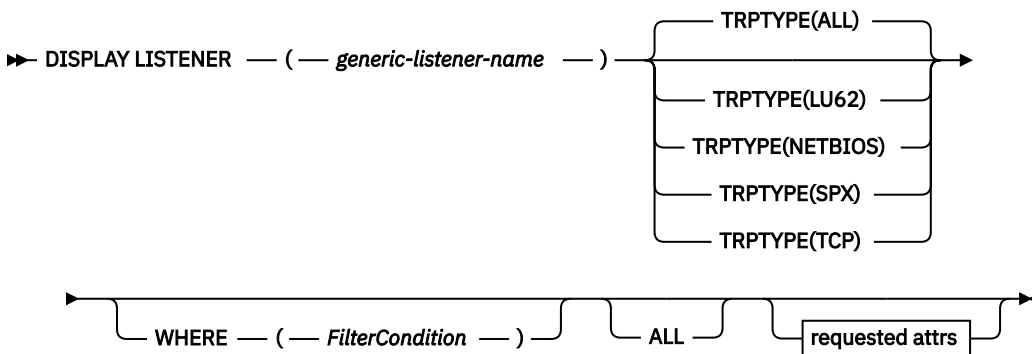 TRPTYPE(ALL)
DISPLAY LISTENER ( generic-listener-name )
TRPTYPE(LU62)
TRPTYPE(NETBIOS)
TRPTYPE(SPX)
TRPTYPE(TCP)
WHERE ( FilterCondition ) ALL requested attrs